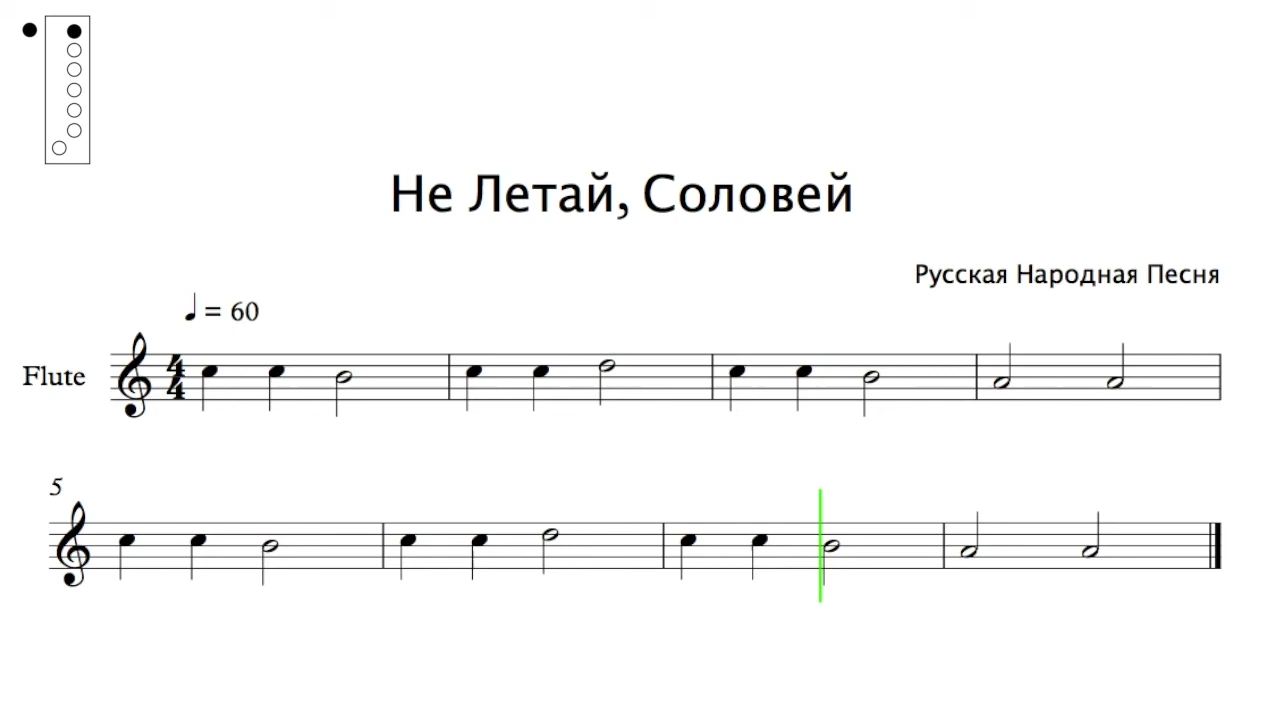 Не Летай, Соловей
Русская Народная Песня
♩ = 60
Flute
4/4
5